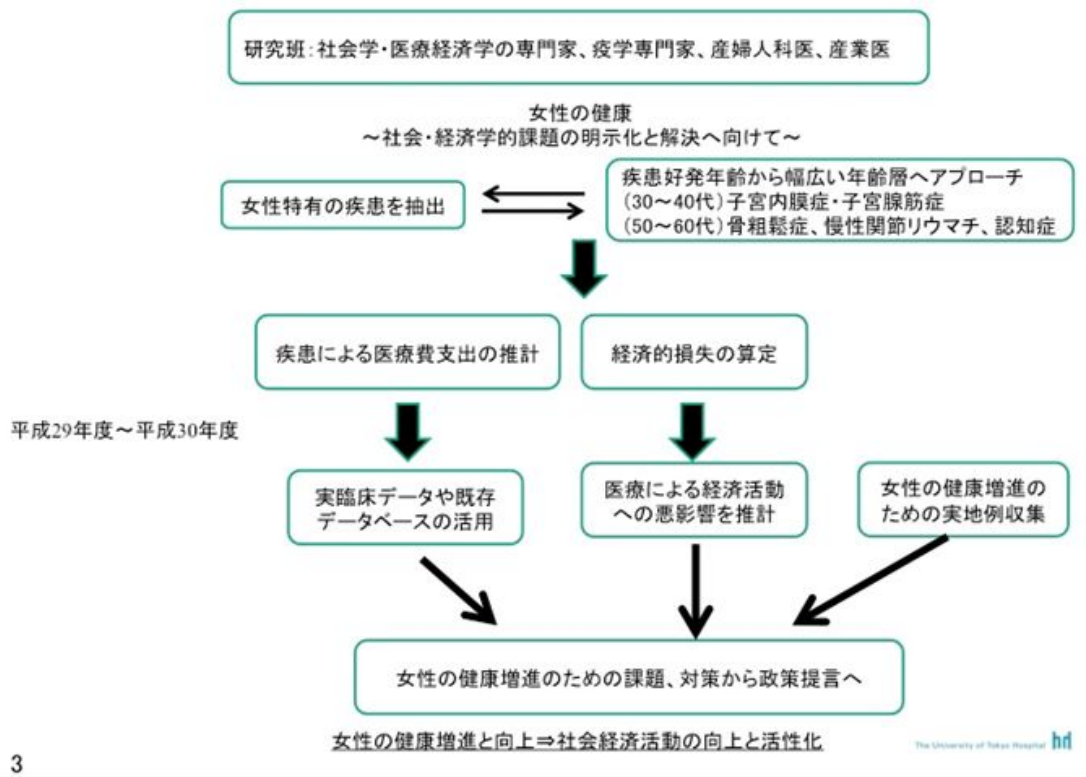 研究班:社会学・医療経済学の専門家、疫学専門家、産婦人科医、産業医
女性の健康
～社会・経済学的課題の明示化と解決へ向けて～
女性特有の疾患を抽出
疾患好発年齢から幅広い年齢層へアプローチ
(30～40代)子宮内膜症・子宮腺筋症
(50～60代)骨粗鬆症、慢性関節リウマチ、認知症
疾患による医療費支出の推計
経済的損失の算定
平成29年度～平成30年度
実臨床データや既存
データベースの活用
医療による経済活動
への悪影響を推計
女性の健康増進の
ための実地例収集
女性の健康増進のための課題、対策から政策提言へ
女性の健康増進と向上⇒社会経済活動の向上と活性化
The University of Tokyo Hospital
3